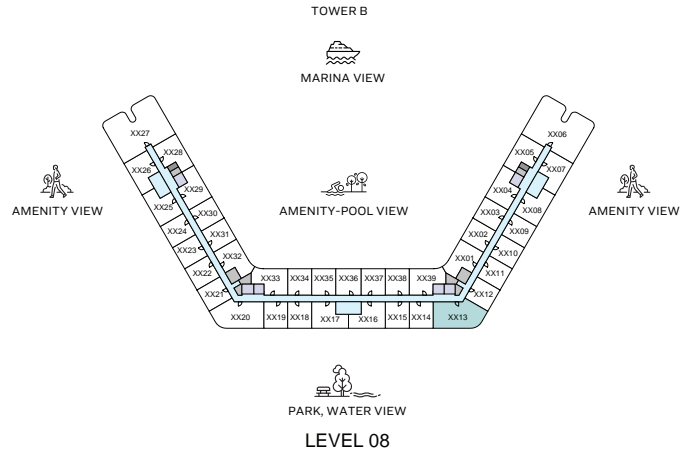 TOWER B
MARINA VIEW
XX27
XX06
XX28
XX05
XX26
XX07
AMENITY VIEW
XX29
AMENITY-POOL VIEW
XX04
AMENITY VIEW
XX25
XX30
XX03
XX08
XX24
XX31
XX02
XX09
XX23
XX32
XX01
XX10
XX22
XX33
XX34
XX35
XX36
XX37
XX38
XX39
XX11
XX21
XX12
XX20
XX19
XX18
XX17
XX16
XX15
XX14
XX13
PARK, WATER VIEW
LEVEL 08